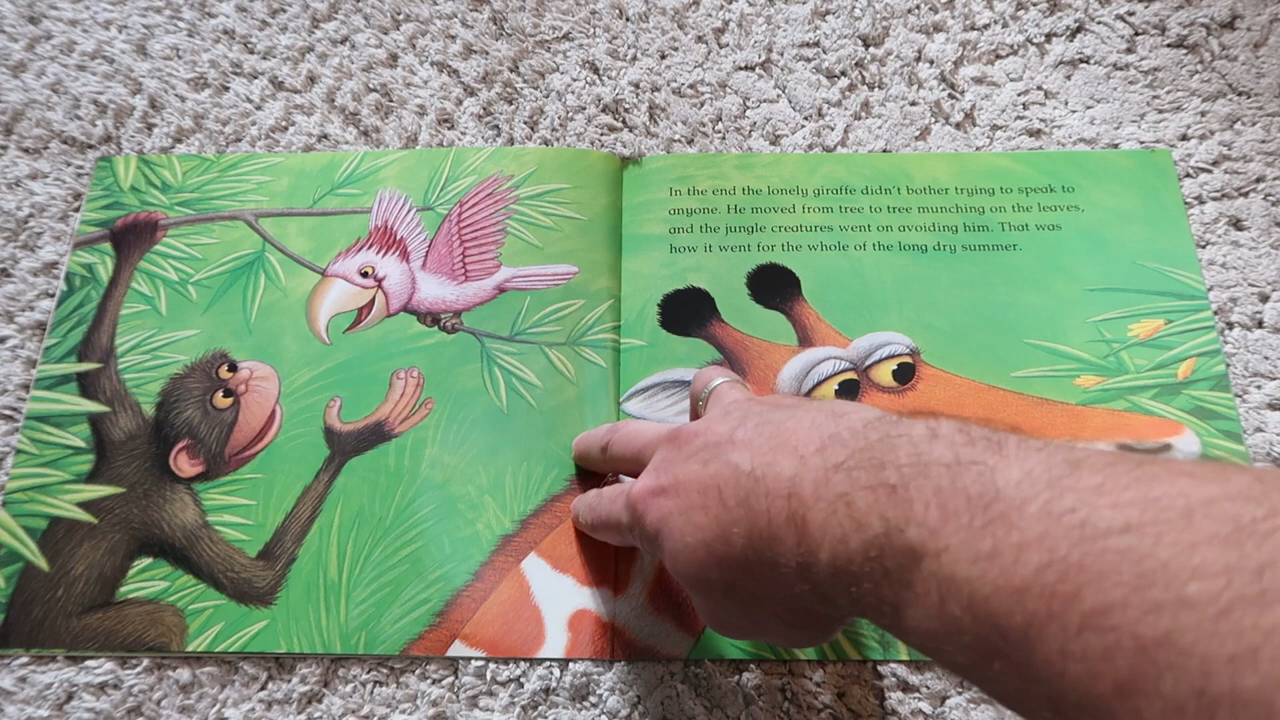 In the end the lonely giraffe didn't bother trying to speak to
anyone. He moved from tree to tree munching on the leaves,
and the jungle creatures went on avoiding him. That was
how it went for the whole of the long dry summer.